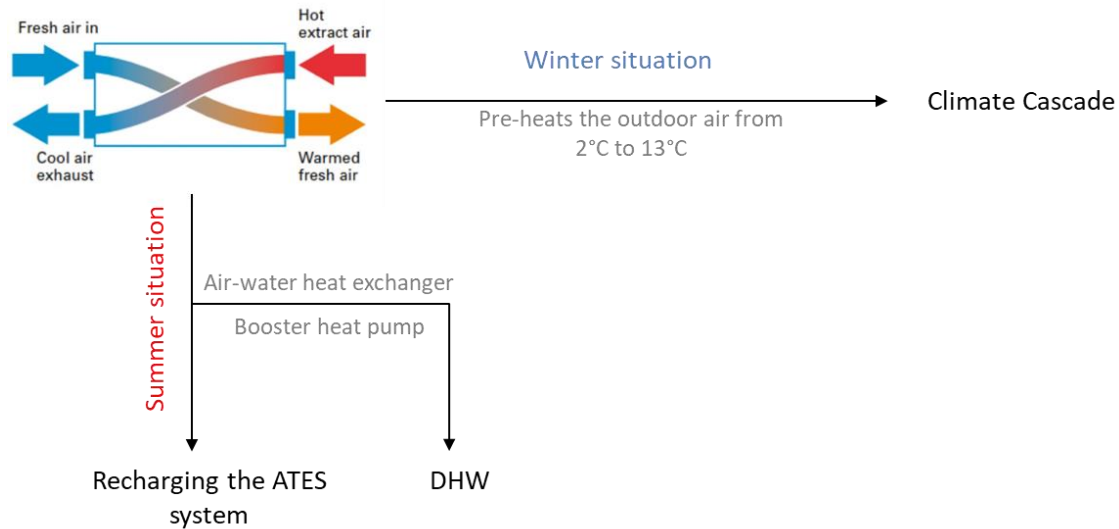 Fresh air in
Hot
extract air
Cool air
exhaust
Warmed
fresh air
Winter situation
Pre-heats the outdoor air from
2°C to 13°C
Climate Cascade
Summer situation
Air-water heat exchanger
Booster heat pump
Recharging the ATES
system
DHW